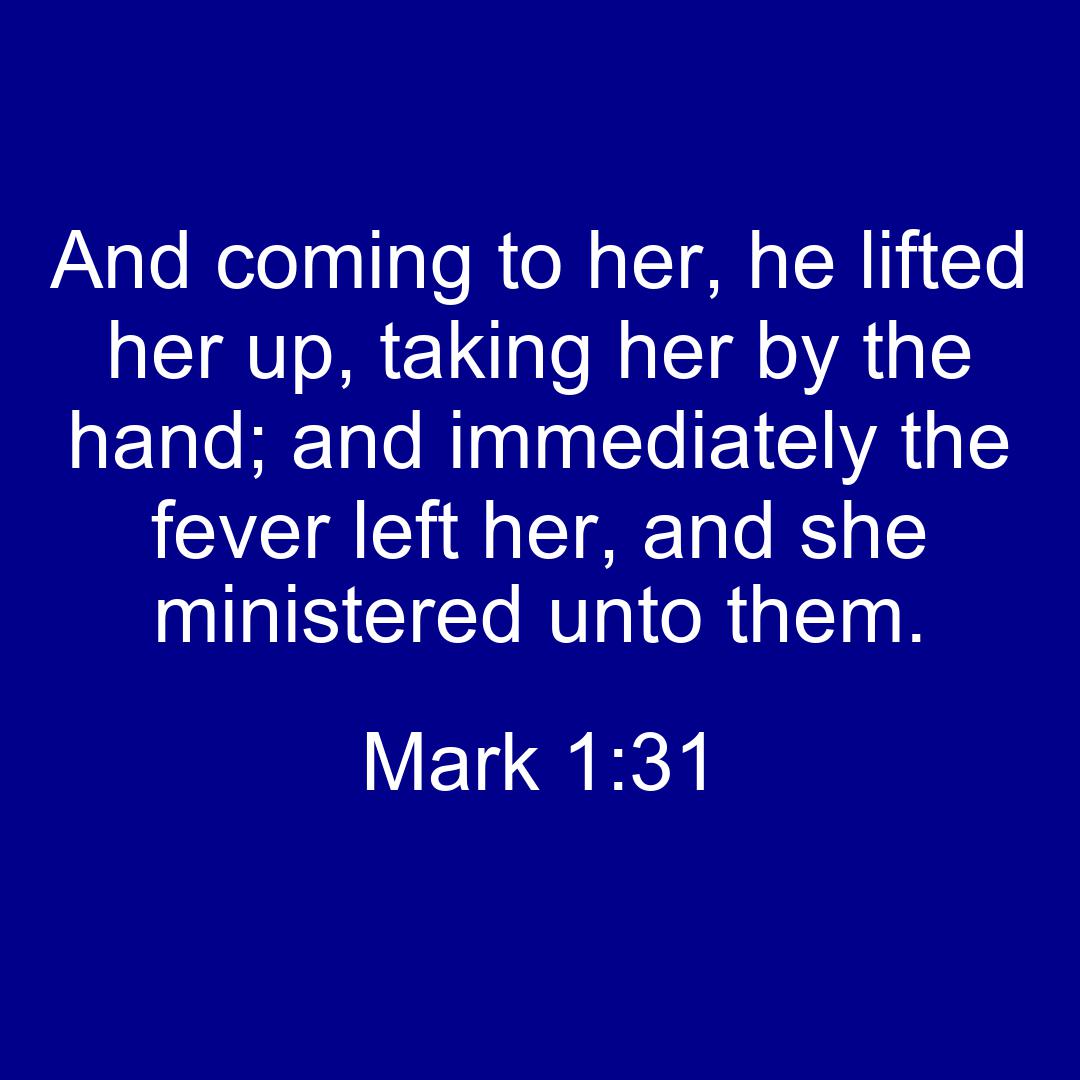 And coming to her, he lifted
her up, taking her by the
hand; and immediately the
fever left her, and she
ministered unto them.
Mark 1:31